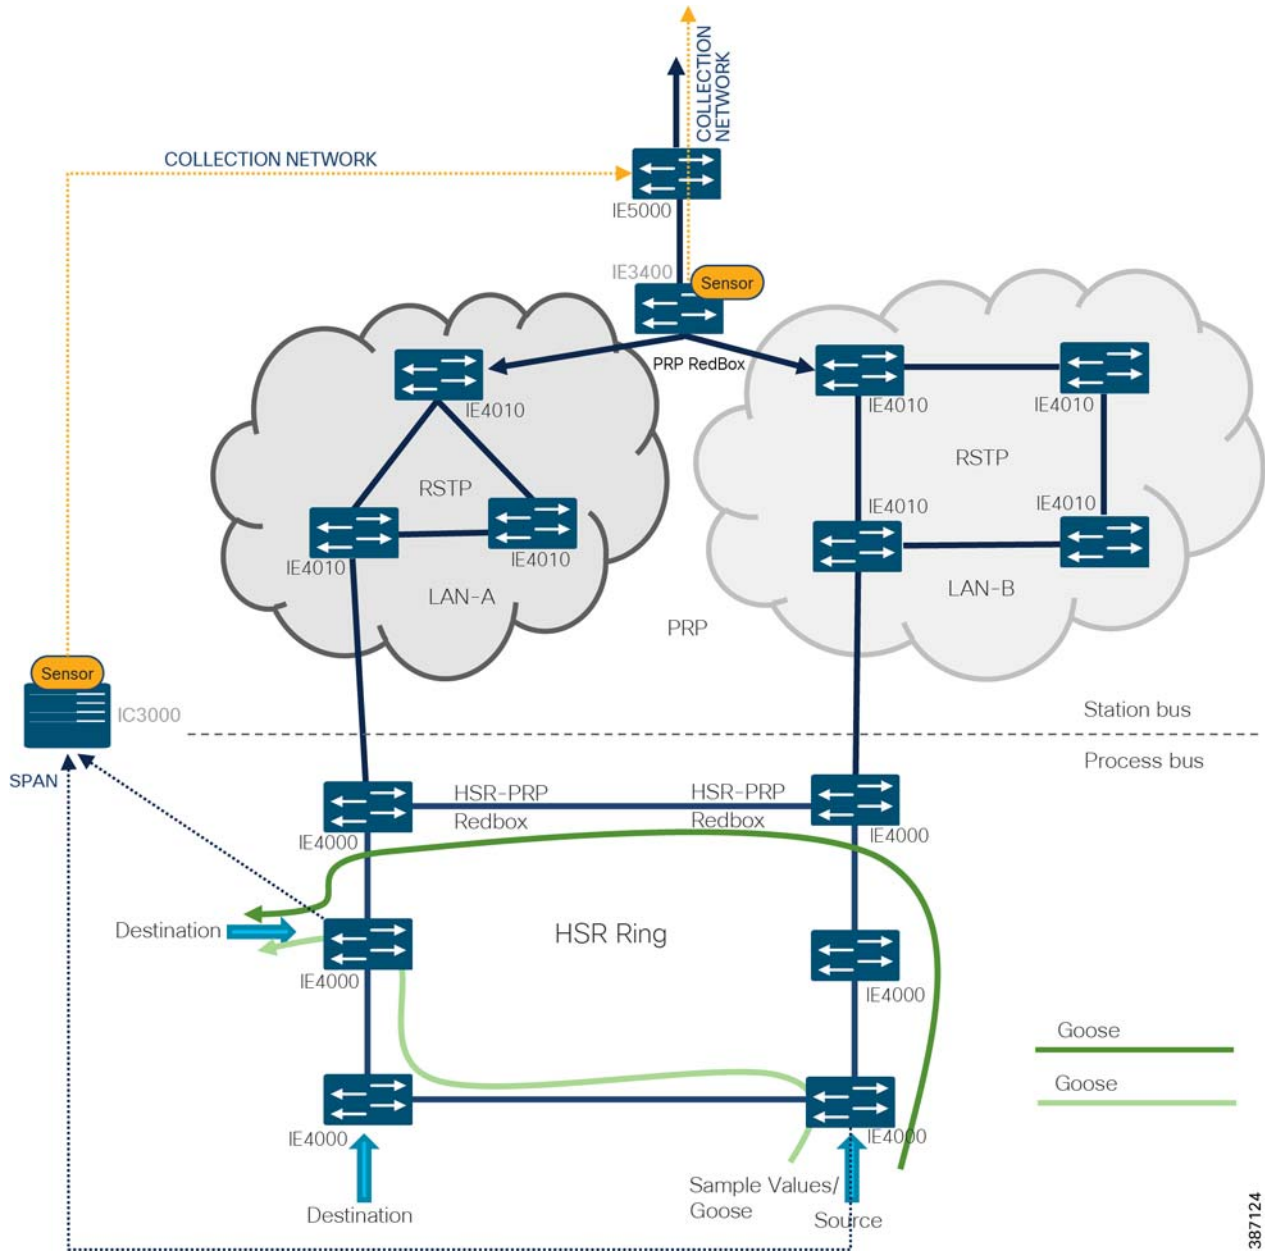 COLLECTION
NETWORK
COLLECTION NETWORK
IE5000
IE3400
Sensor
PRP RedBox
IE4010
IE4010
IE4010
RSTP
RSTP
IE4010
IE4010
IE4010
IE4010
LAN-A
LAN-B
PRP
Sensor
IC3000
Station bus
Process bus
SPAN
HSR-PRP
Redbox
HSR-PRP
Redbox
IE4000
IE4000
Destination
HSR Ring
IE4000
IE4000
Goose
Goose
IE4000
IE4000
Sample Values/
Goose
Source
Destination
387124